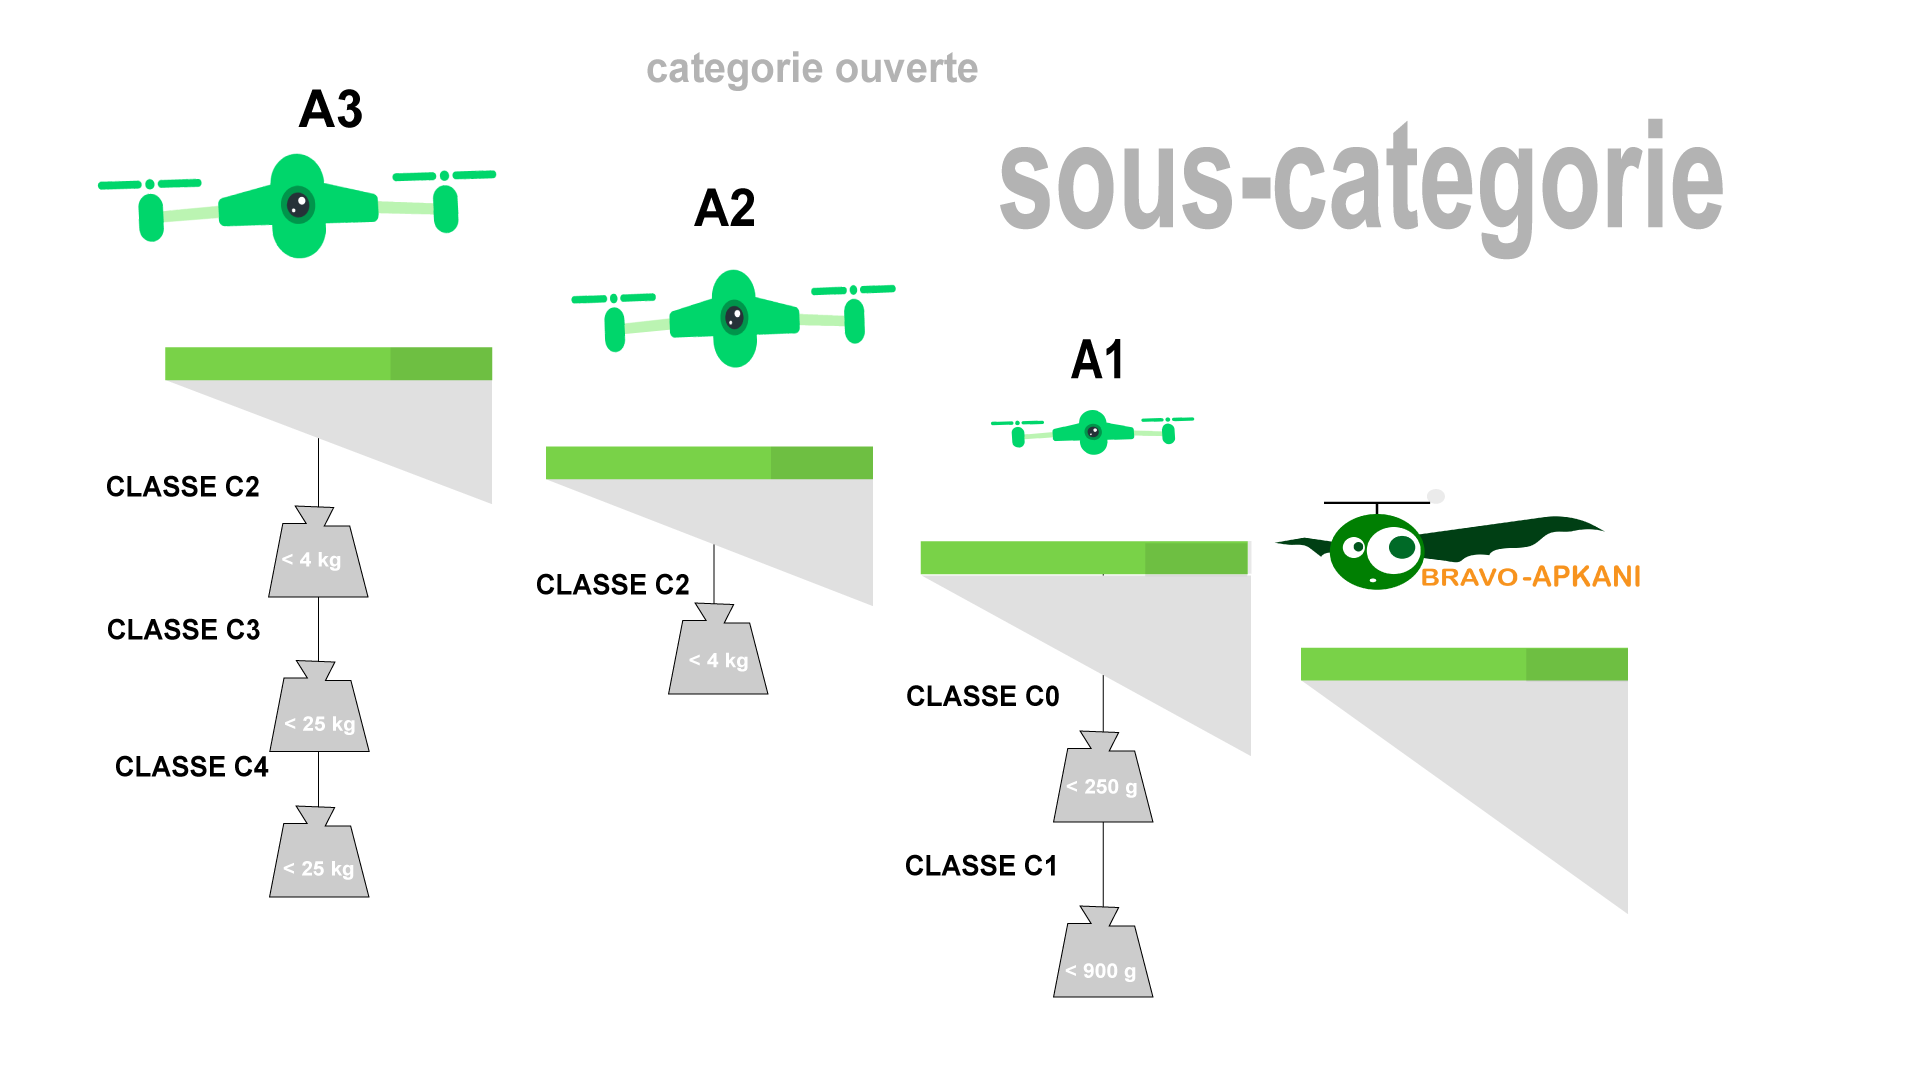 categorie ouverte
sous-categorie
A3
CLASSE C2
< 4 kg
CLASSE C3
< 25 kg
CLASSE C4
< 25 kg
A2
CLASSE C2
< 4 kg
A1
CLASSE C0
< 250 g
CLASSE C1
< 900 g
BRAVO-APKANI